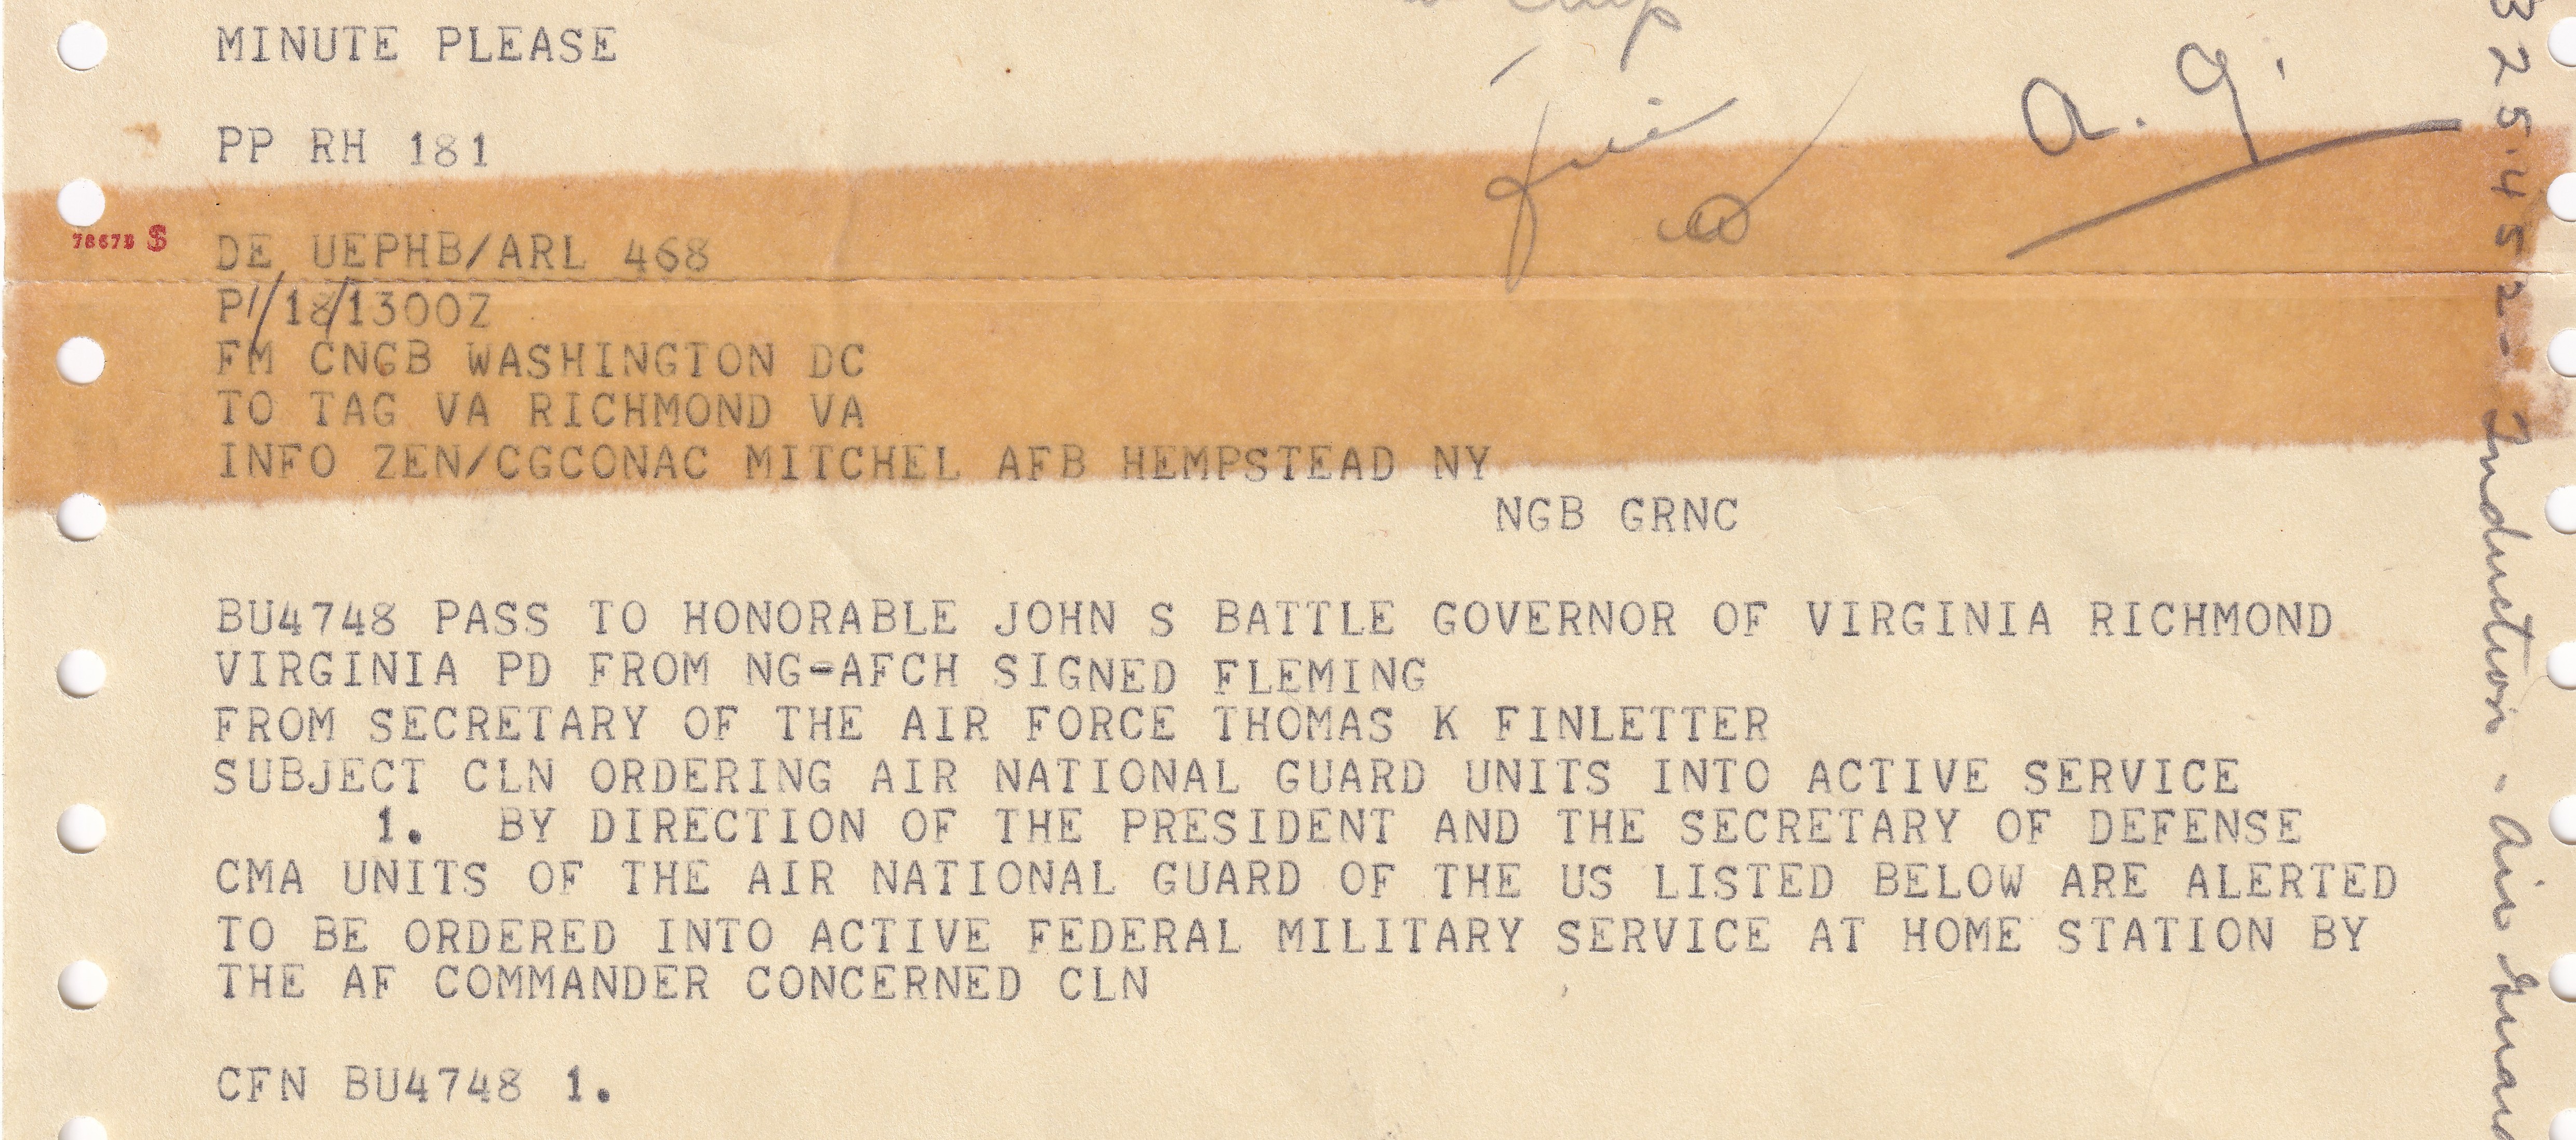 MINUTE PLEASE
PP RH 181
A. G.
file
78678 S
DE UEPHB/ARL 468
P1/18/1300Z
FM CNGB WASHINGTON DC
TO TAG VA RICHMOND VA
INFO ZEN/CGCONAC MITCHEL AFB HEMPSTEAD NY
NGB GRNC
BU4748 PASS TO HONORABLE JOHN S BATTLE GOVERNOR OF VIRGINIA RICHMOND
VIRGINIA PD FROM NG-AFCH SIGNED FLEMING
FROM SECRETARY OF THE AIR FORCE THOMAS K FINLETTER
SUBJECT CLN ORDERING AIR NATIONAL GUARD UNITS INTO ACTIVE SERVICE
1. BY DIRECTION OF THE PRESIDENT AND THE SECRETARY OF DEFENSE
CMA UNITS OF THE AIR NATIONAL GUARD OF THE US LISTED BELOW ARE ALERTED
TO BE ORDERED INTO ACTIVE FEDERAL MILITARY SERVICE AT HOME STATION BY
THE AF COMMANDER CONCERNED CLN
CFN BU4748 1.
325.452- Induction - Air Guard